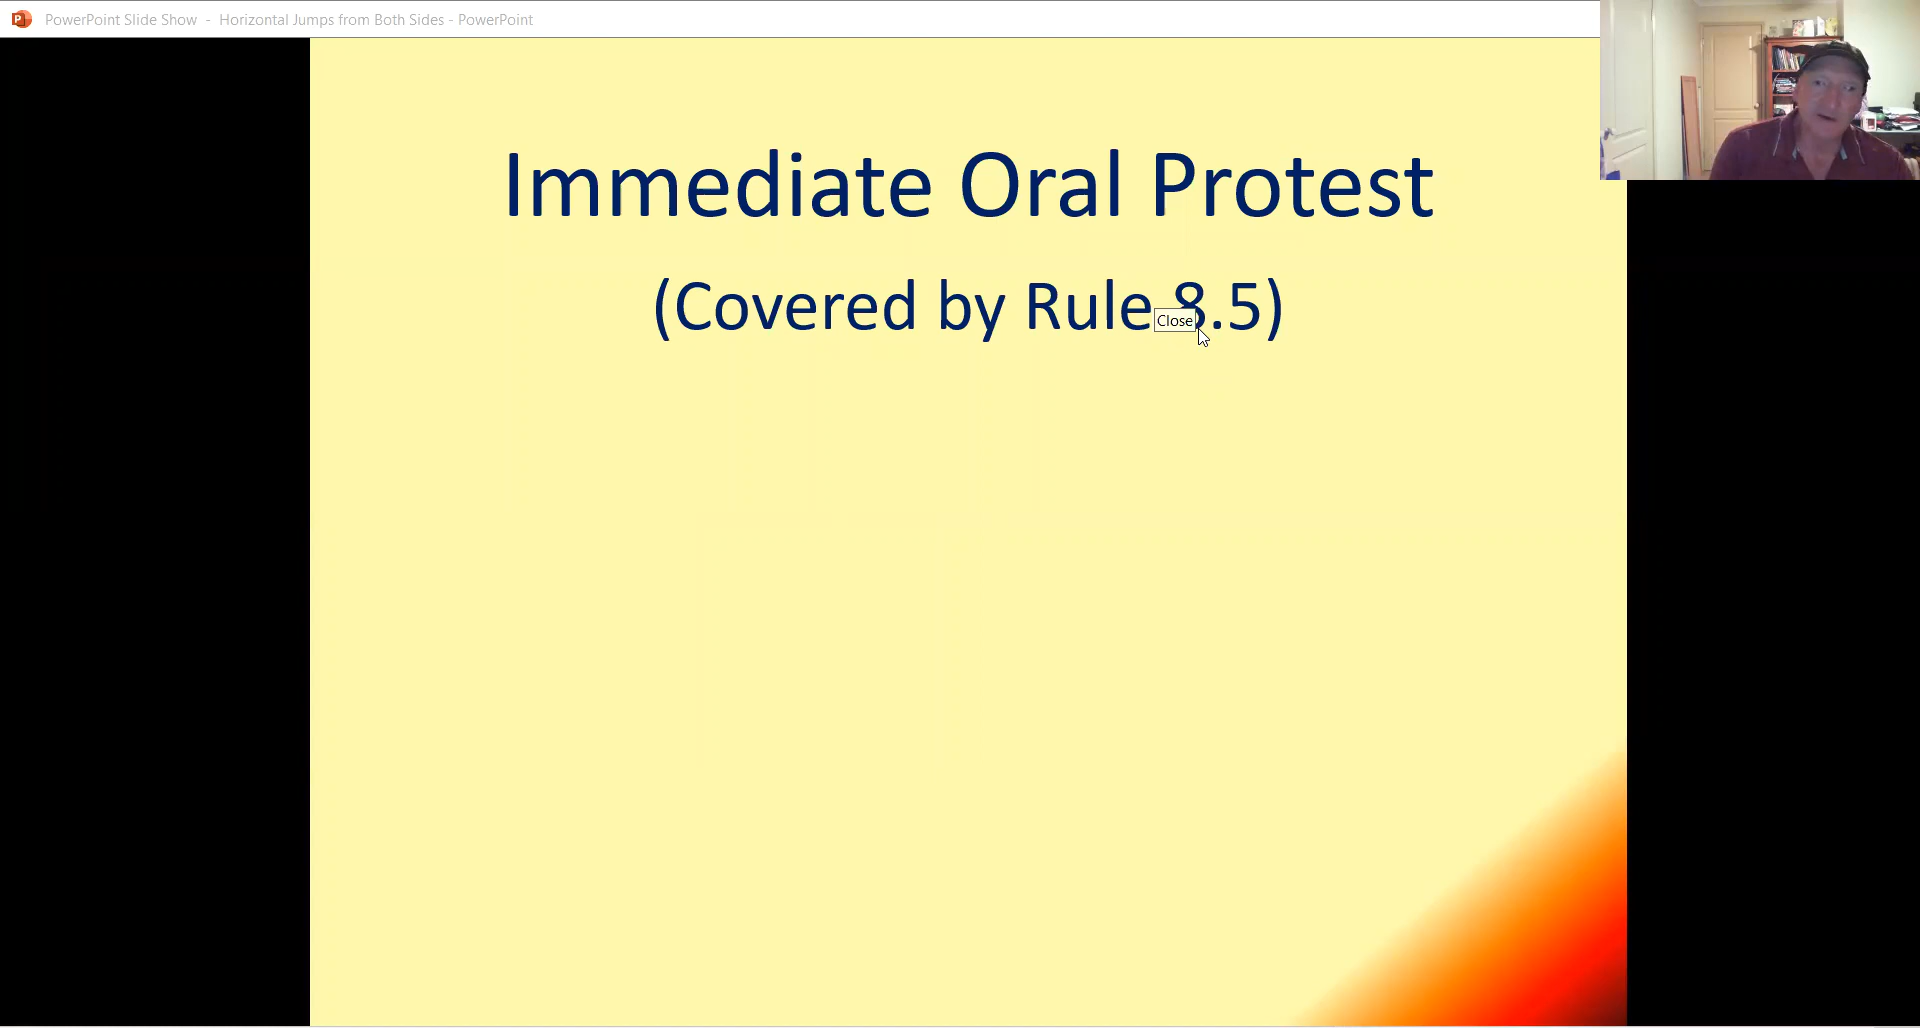 PowerPoint Slide Show - Horizontal Jumps from Both Sides - PowerPoint
Immediate Oral Protest
(Covered by Rule 8.5)
Close